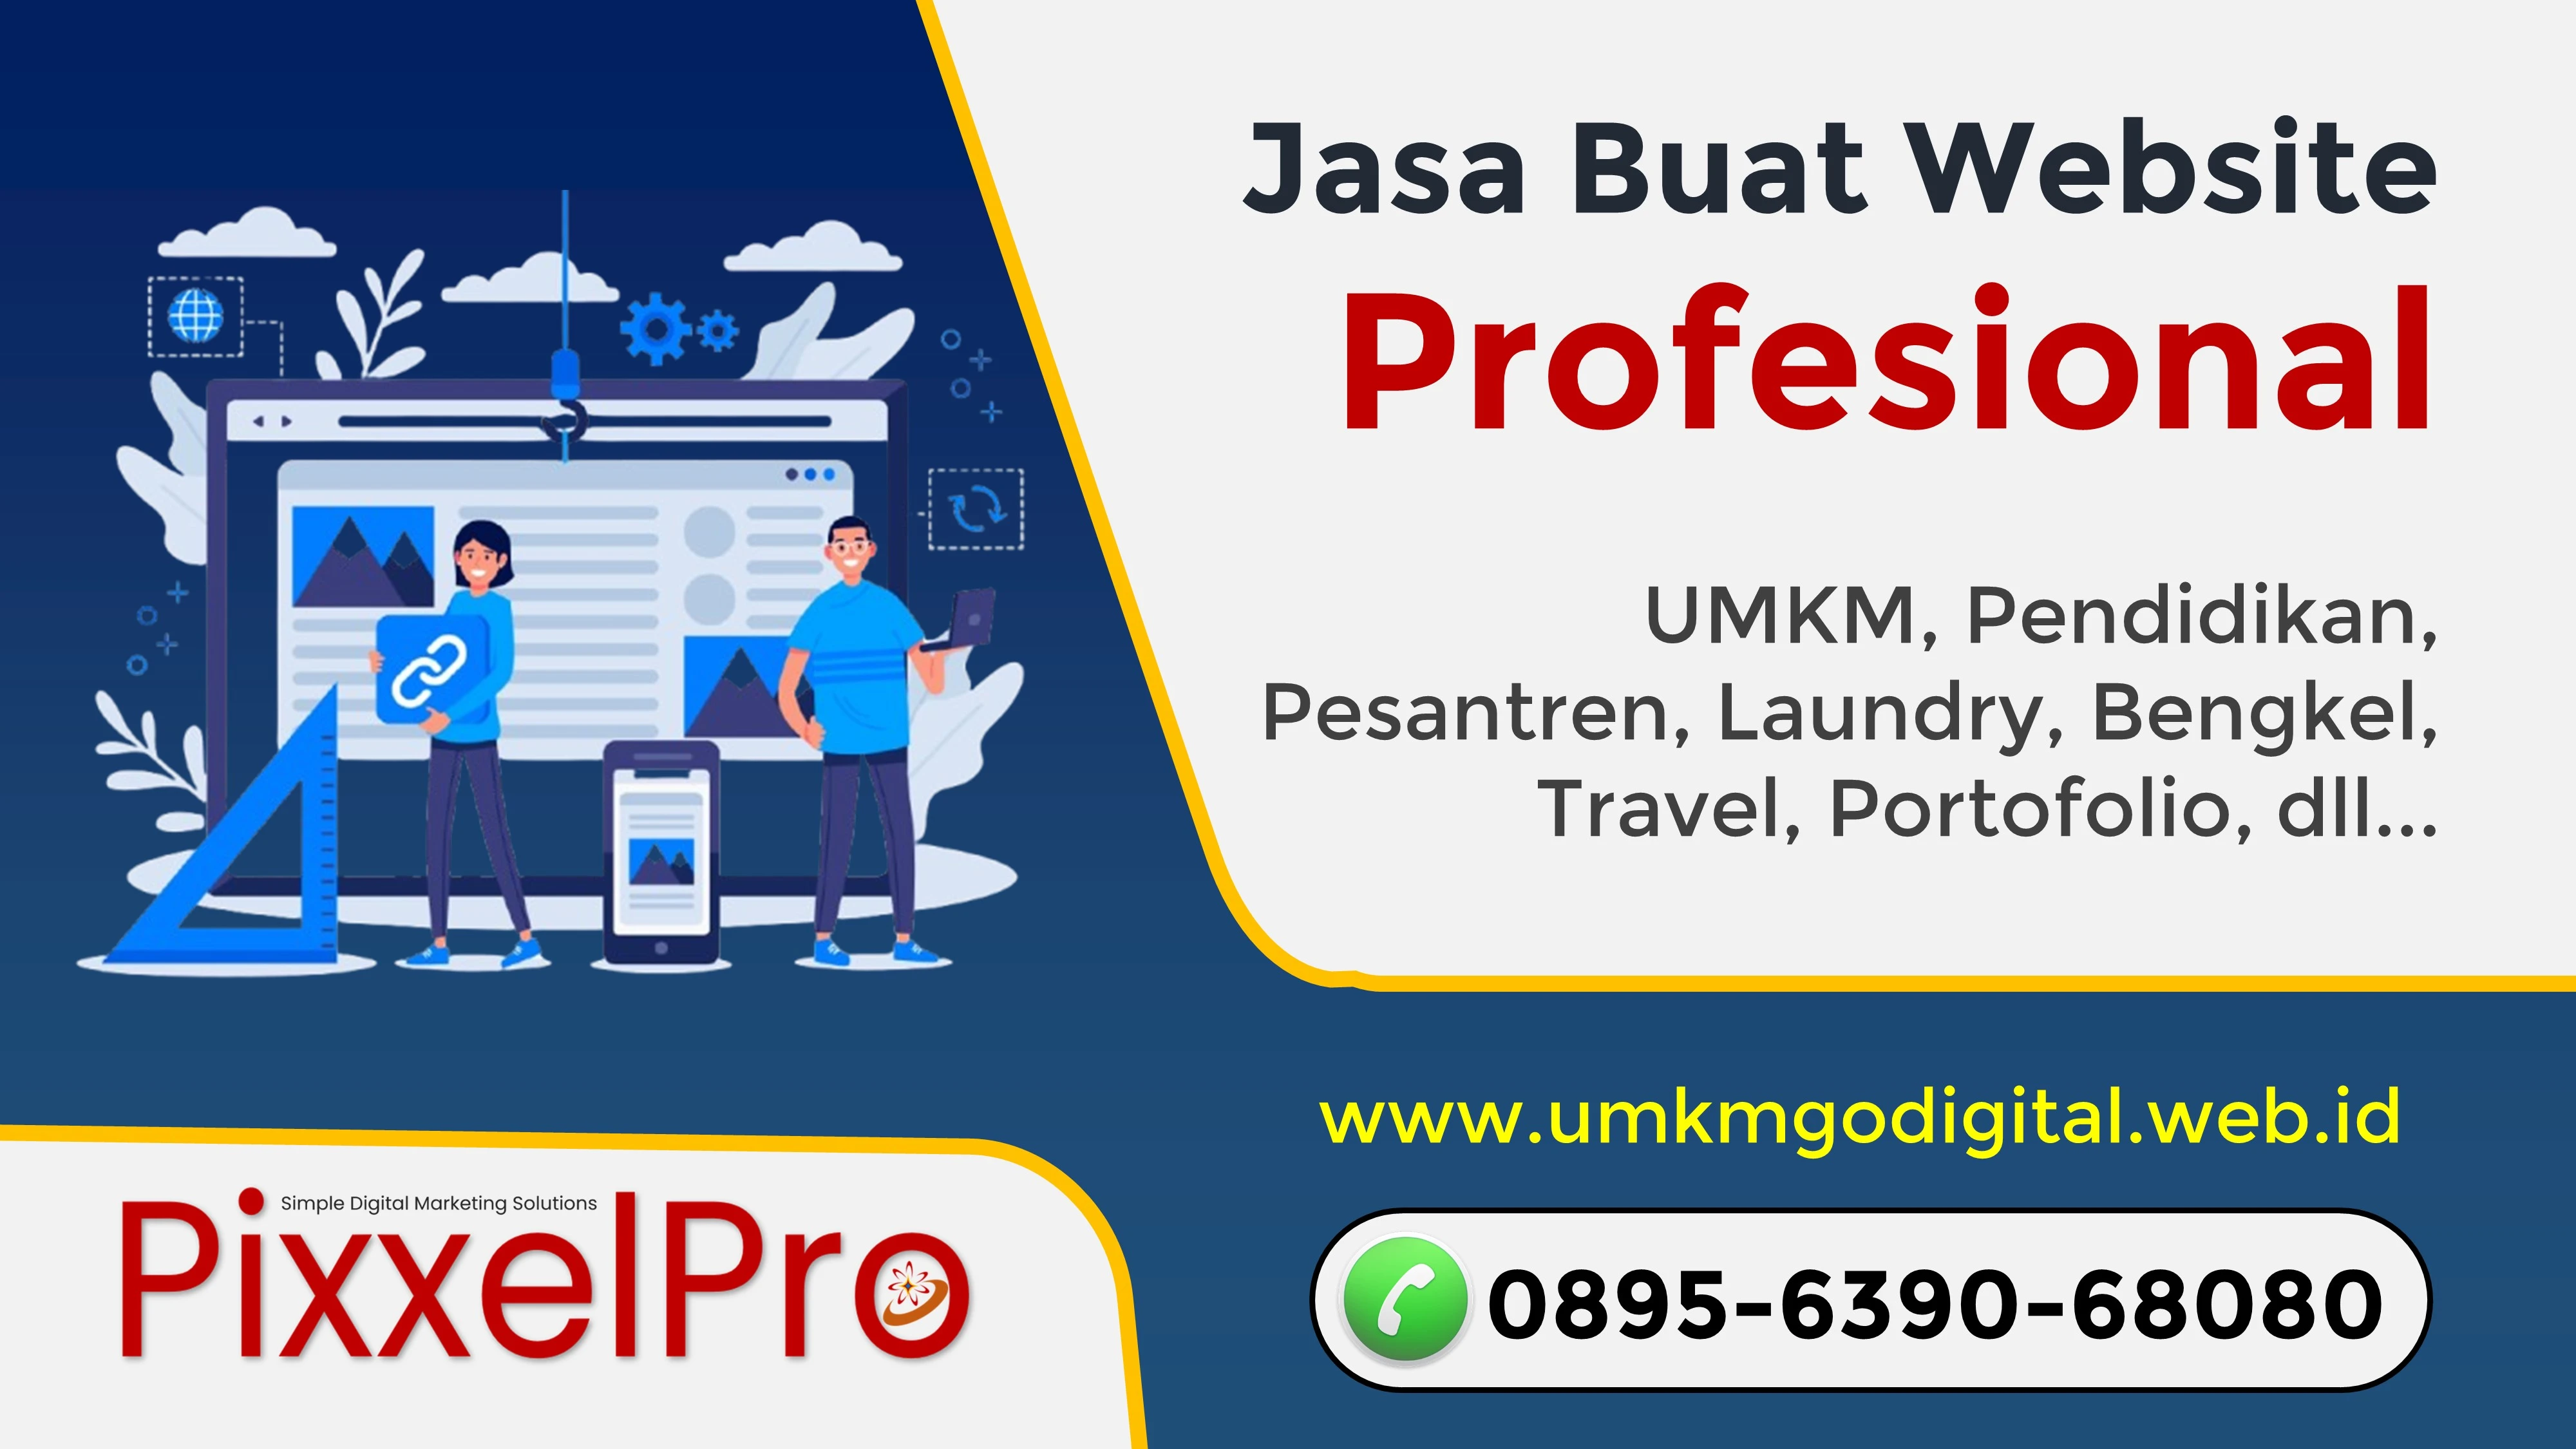 Jasa Buat Website
Profesional
UMKM, Pendidikan,
Pesantren, Laundry, Bengkel,
Travel, Portofolio, dll...
www.umkmgodigital.web.id
0895-6390-68080
Simple Digital Marketing Solutions
PixxelPro